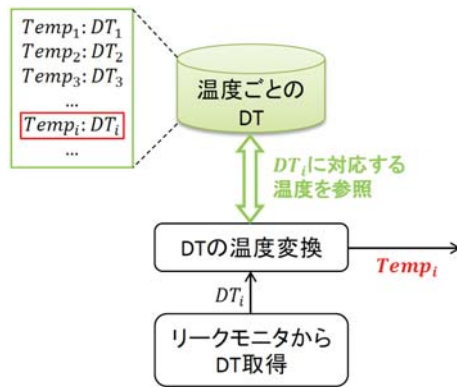 Temp₁: DT₁
Temp₂: DT₂
Temp₃: DT₃
...
Tempᵢ: DTᵢ
...
温度ごとの
DT
DTᵢに対応する
温度を参照
DTの温度変換
Tempᵢ
DTᵢ
リークモニタから
DT取得